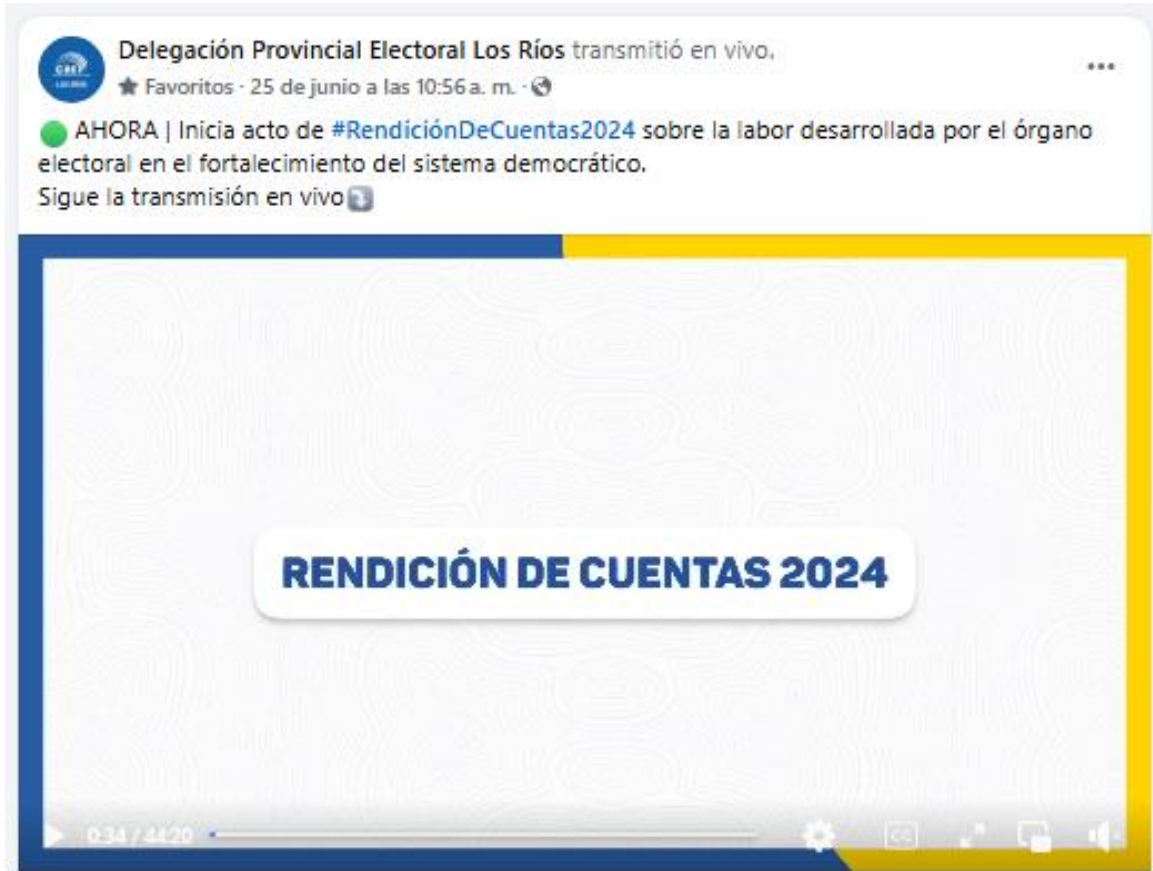 Delegación Provincial Electoral Los Ríos transmitió en vivo.
Favoritos · 25 de junio a las 10:56 a. m. ·
AHORA | Inicia acto de #RendiciónDeCuentas2024 sobre la labor desarrollada por el órgano
electoral en el fortalecimiento del sistema democrático.
Sigue la transmisión en vivo
RENDICIÓN DE CUENTAS 2024
0:34 / 44:20